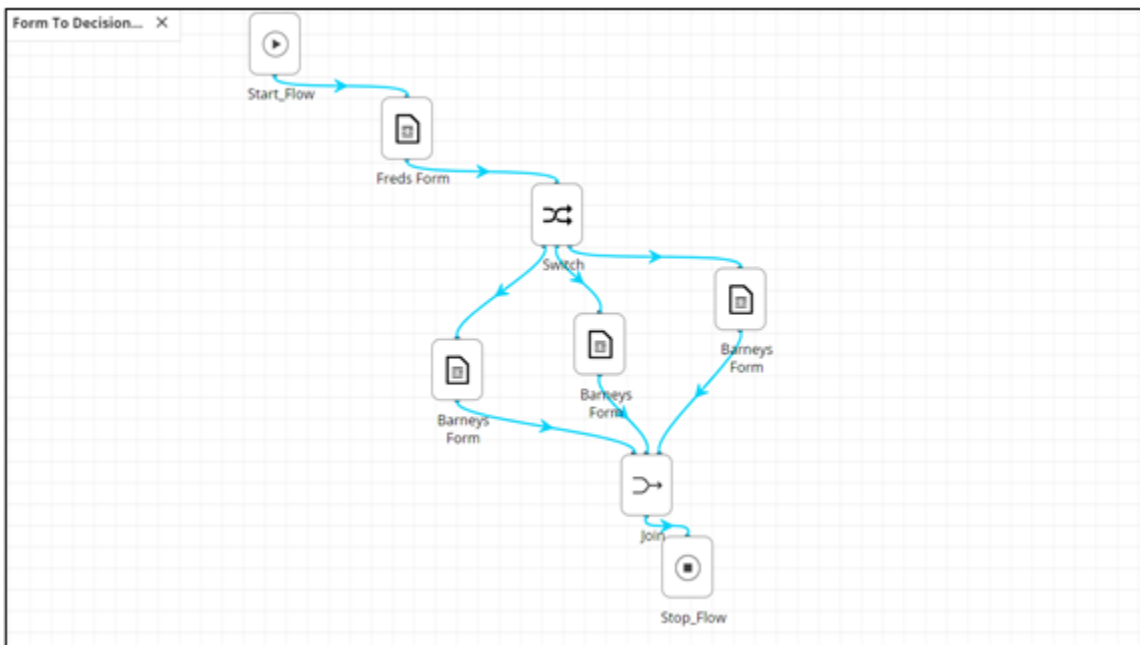 Form To Decision... ×
Start_Flow
Freds Form
Switch
Barneys
Form
Barneys
Form
Barneys
Form
Join
Stop_Flow